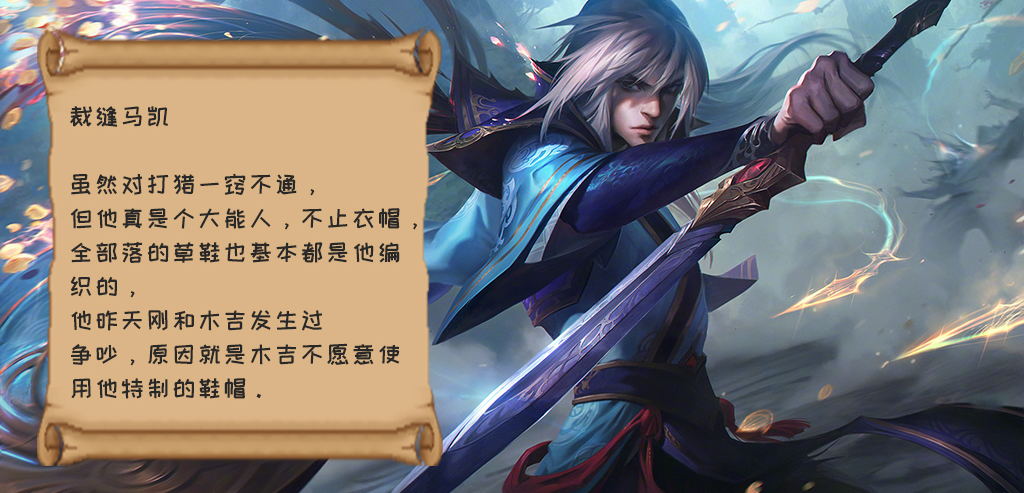 裁缝马凯
虽然对打猎一窍不通，
但他真是个大能人，不止衣帽，
全部落的草鞋也基本都是他编
织的，
他昨天刚和木吉发生过
争吵，原因就是木吉不愿意使
用他特制的鞋帽。